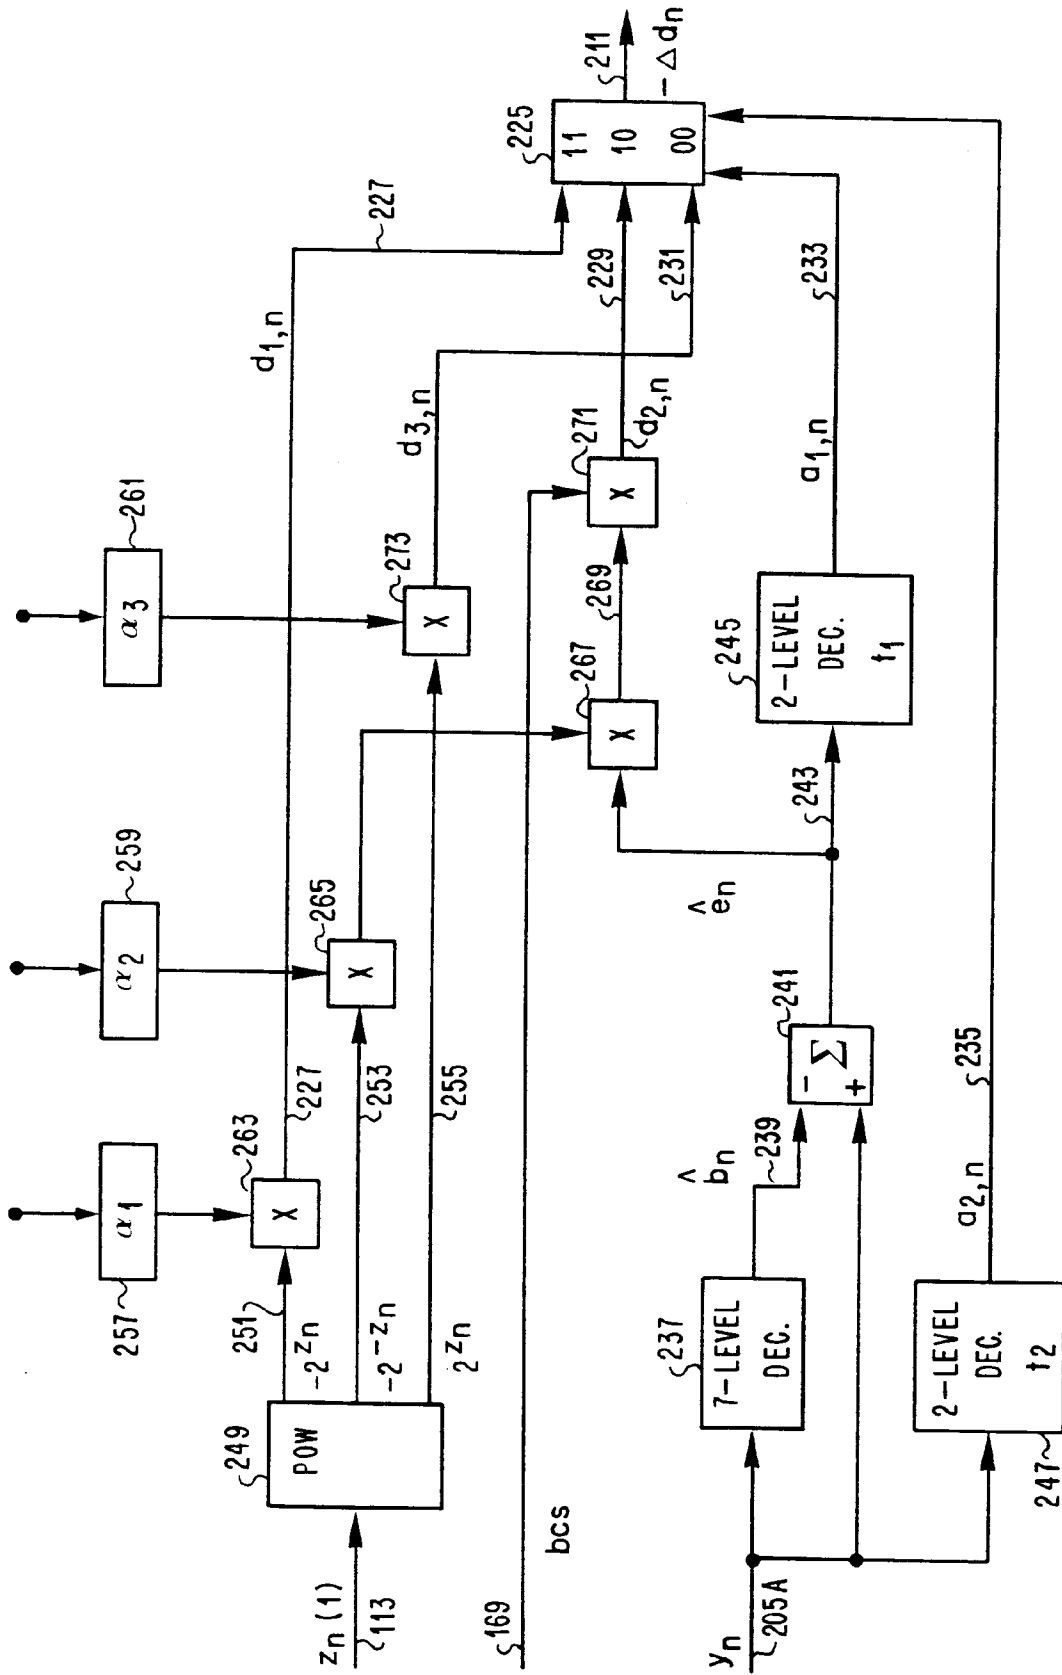 α1
257
α2
259
α3
261
zn (1)
113
249
POW
251
-2^zn
-2^-zn
2^zn
263
X
227
253
255
265
X
d1,n
227
273
X
d3,n
267
X
269
271
X
d2,n
229
231
225
11
10
00
211
-Δdn
169
bcs
yn
205A
237
7-LEVEL
DEC.
b̂n
239
241
-
+
Σ
ên
243
245
2-LEVEL
DEC.
t1
a1,n
233
247
2-LEVEL
DEC.
t2
a2,n
235